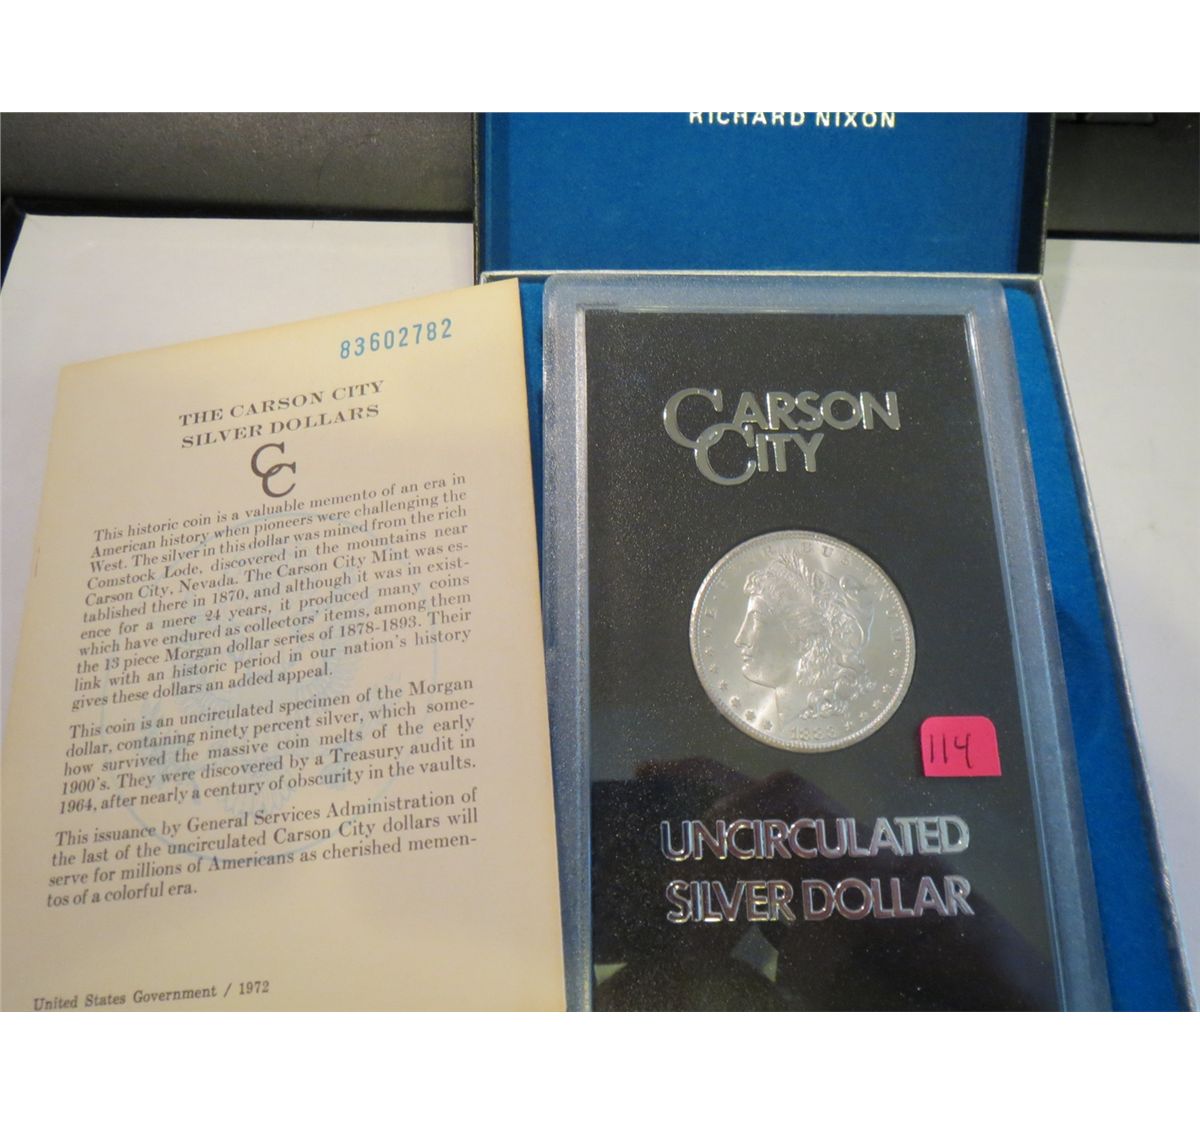 RICHARD NIXON
83602782
THE CARSON CITY
SILVER DOLLARS
CC
This historic coin is a valuable memento of an era in
American history when pioneers were challenging the
West. The silver in this dollar was mined from the rich
Comstock Lode, discovered in the mountains near
Carson City, Nevada. The Carson City Mint was es-
tablished there in 1870, and although it was in exist-
ence for a mere 24 years, it produced many coins
which have endured as collectors' items, among them
the 13 piece Morgan dollar series of 1878-1893. Their
link with an historic period in our nation's history
gives these dollars an added appeal.
This coin is an uncirculated specimen of the Morgan
dollar, containing ninety percent silver, which some-
how survived the massive coin melts of the early
1900's. They were discovered by a Treasury audit in
1964, after nearly a century of obscurity in the vaults.
This issuance by General Services Administration of
the last of the uncirculated Carson City dollars will
serve for millions of Americans as cherished memen-
tos of a colorful era.
United States Government / 1972
CARSON
CITY
114
UNCIRCULATED
SILVER DOLLAR